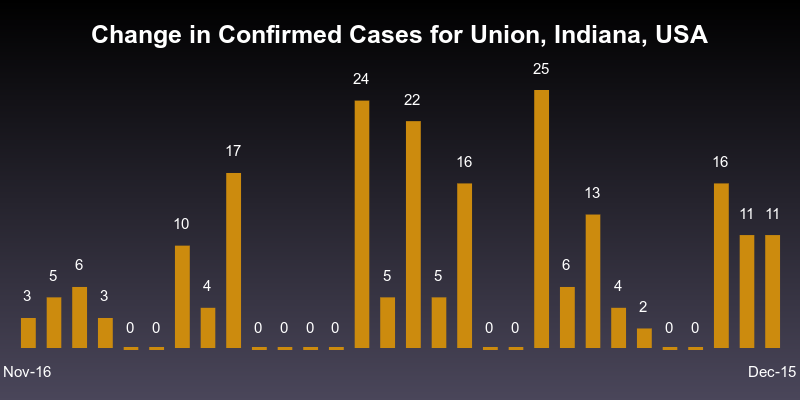 Change in Confirmed Cases for Union, Indiana, USA
3 5 6 3 0 0 10 4 17 0 0 0 0 24 5 22 5 16 0 0 25 6 13 4 2 0 0 16 11 11
Nov-16 Dec-15